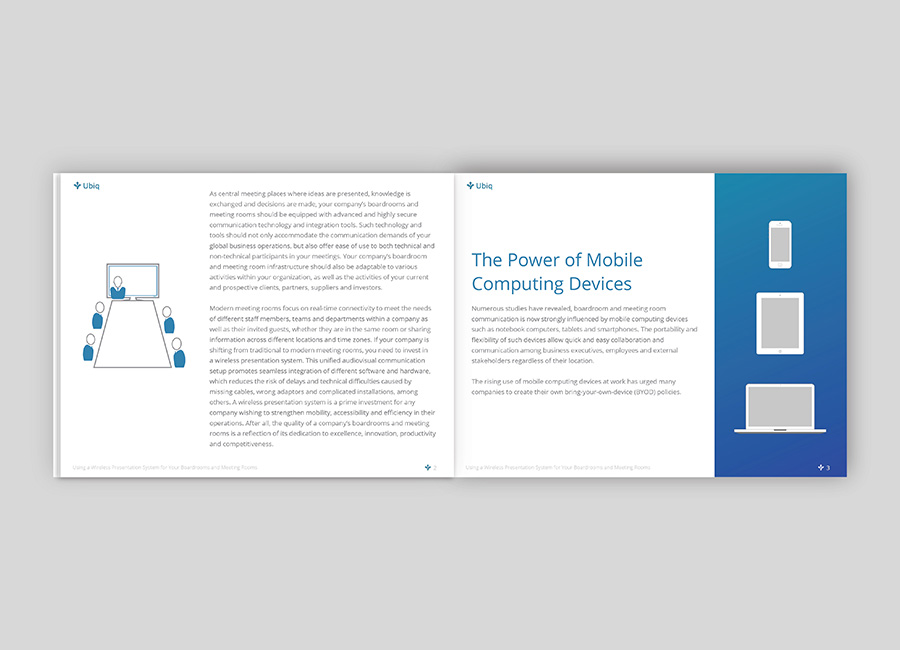 Ubiq
As central meeting places where ideas are presented, knowledge is
exchanged and decisions are made, your company's boardrooms and
meeting rooms should be equipped with advanced and highly secure
communication technology and integration tools. Such technology and
tools should not only accommodate the communication demands of your
global business operations, but also offer ease of use to both technical and
non-technical participants in your meetings. Your company's boardroom
and meeting room infrastructure should also be adaptable to various
activities within your organization, as well as the activities of your current
and prospective clients, partners, suppliers and investors.
Modern meeting rooms focus on real-time connectivity to meet the needs
of different staff members, teams and departments within a company as
well as their invited guests, whether they are in the same room or sharing
information across different locations and time zones. If your company is
shifting from traditional to modern meeting rooms, you need to invest in
a wireless presentation system. This unified audiovisual communication
setup promotes seamless integration of different software and hardware,
which reduces the risk of delays and technical difficulties caused by
missing cables, wrong adaptors and complicated installations, among
others. A wireless presentation system is a prime investment for any
company wishing to strengthen mobility, accessibility and efficiency in their
operations. After all, the quality of a company's boardrooms and meeting
rooms is a reflection of its dedication to excellence, innovation, productivity
and competitiveness.
Using a Wireless Presentation System for Your Boardrooms and Meeting Rooms
2
Ubiq
The Power of Mobile
Computing Devices
Numerous studies have revealed, boardroom and meeting room
communication is now strongly influenced by mobile computing devices
such as notebook computers, tablets and smartphones. The portability and
flexibility of such devices allow quick and easy collaboration and
communication among business executives, employees and external
stakeholders regardless of their location.
The rising use of mobile computing devices at work has urged many
companies to create their own bring-your-own-device (BYOD) policies.
Using a Wireless Presentation System for Your Boardrooms and Meeting Rooms
3